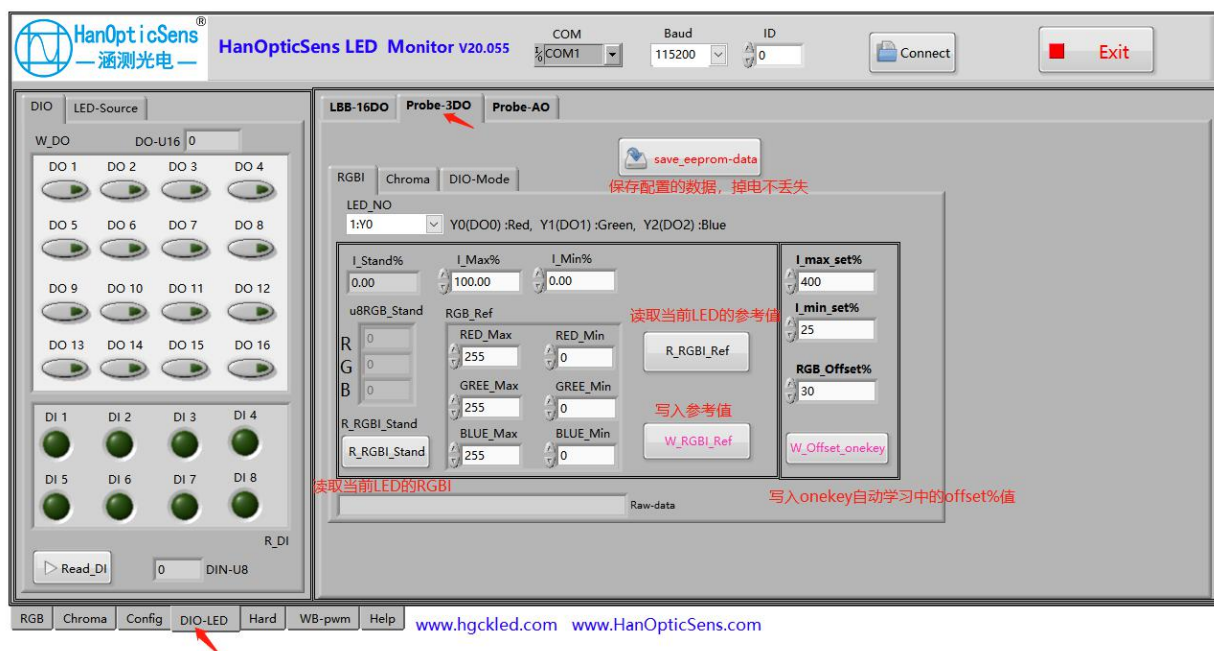 HanOpticSens®
—涵测光电—
HanOpticSens LED Monitor V20.055
COM
COM1
Baud
115200
ID
0
Connect
Exit
DIO LED-Source
W_DO DO-U16 0
DO 1 DO 2 DO 3 DO 4
DO 5 DO 6 DO 7 DO 8
DO 9 DO 10 DO 11 DO 12
DO 13 DO 14 DO 15 DO 16
DI 1 DI 2 DI 3 DI 4
DI 5 DI 6 DI 7 DI 8
R_DI
Read_DI 0 DIN-U8
LBB-16DO Probe-3DO Probe-AO
save_eeprom-data
保存配置的数据，掉电不丢失
RGBI Chroma DIO-Mode
LED_NO
1:Y0 Y0(DO0) :Red, Y1(DO1) :Green, Y2(DO2) :Blue
I_Stand% I_Max% I_Min%
0.00 100.00 0.00
u8RGB_Stand
R 0
G 0
B 0
R_RGBI_Stand
R_RGBI_Stand
读取当前LED的RGBI
RGB_Ref
RED_Max RED_Min
255 0
GREE_Max GREE_Min
255 0
BLUE_Max BLUE_Min
255 0
读取当前LED的参考值
R_RGBI_Ref
写入参考值
W_RGBI_Ref
I_max_set%
400
I_min_set%
25
RGB_Offset%
30
W_Offset_onekey
写入onekey自动学习中的offset%值
Raw-data
RGB Chroma Config DIO-LED Hard WB-pwm Help
www.hgckled.com www.HanOpticSens.com